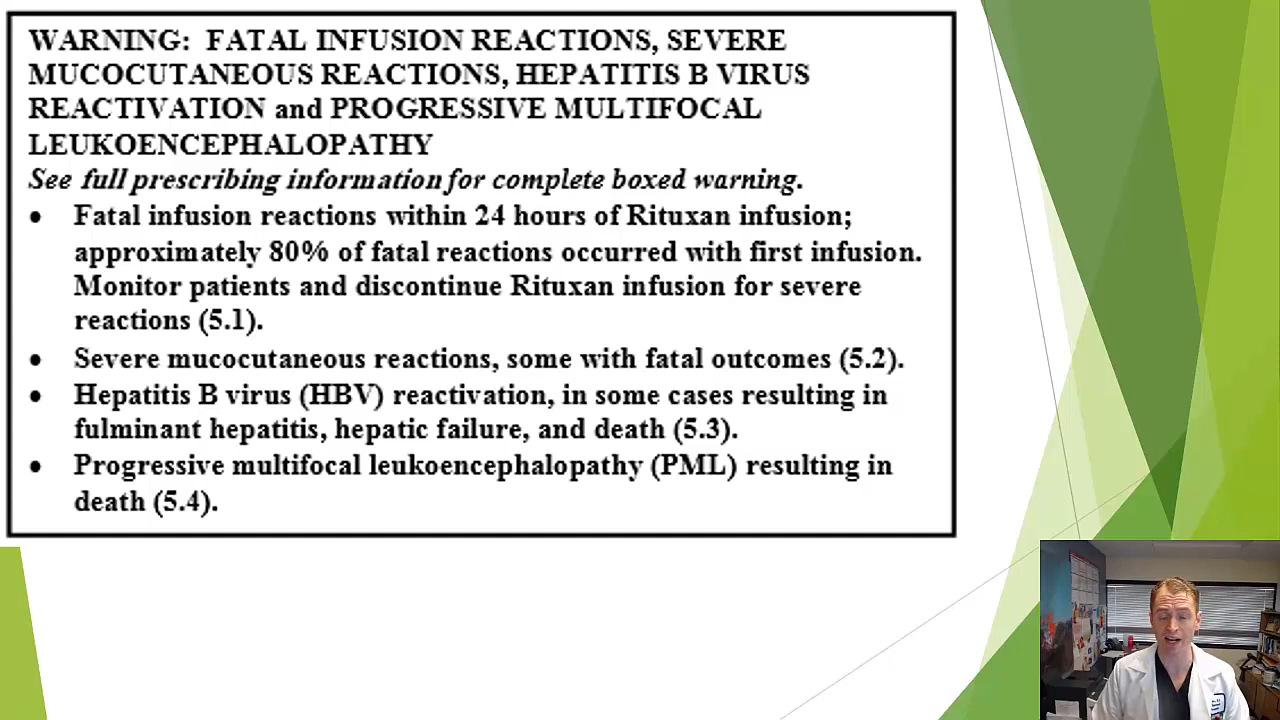 WARNING: FATAL INFUSION REACTIONS, SEVERE
MUCOCUTANEOUS REACTIONS, HEPATITIS B VIRUS
REACTIVATION and PROGRESSIVE MULTIFOCAL
LEUKOENCEPHALOPATHY
See full prescribing information for complete boxed warning.
• Fatal infusion reactions within 24 hours of Rituxan infusion;
approximately 80% of fatal reactions occurred with first infusion.
Monitor patients and discontinue Rituxan infusion for severe
reactions (5.1).
• Severe mucocutaneous reactions, some with fatal outcomes (5.2).
• Hepatitis B virus (HBV) reactivation, in some cases resulting in
fulminant hepatitis, hepatic failure, and death (5.3).
• Progressive multifocal leukoencephalopathy (PML) resulting in
death (5.4).